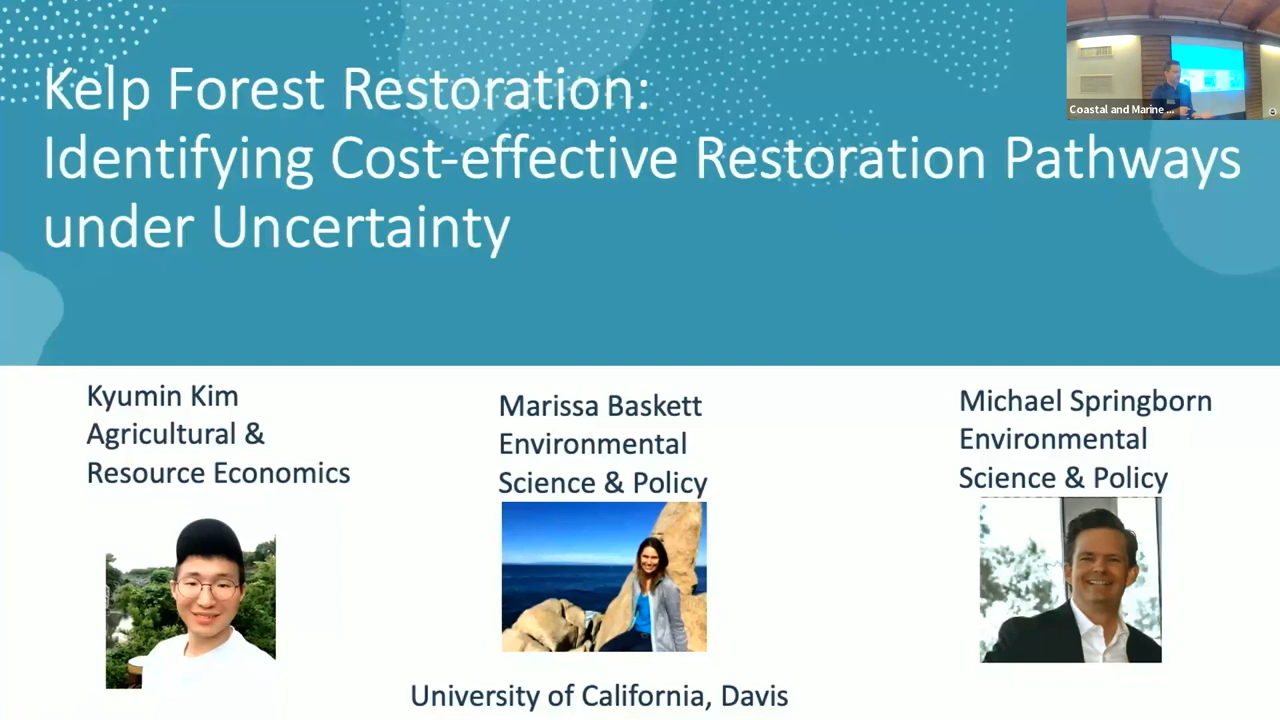 Kelp Forest Restoration:
Identifying Cost-effective Restoration Pathways
under Uncertainty
Coastal and Marine ...
Kyumin Kim
Agricultural &
Resource Economics
Marissa Baskett
Environmental
Science & Policy
Michael Springborn
Environmental
Science & Policy
University of California, Davis